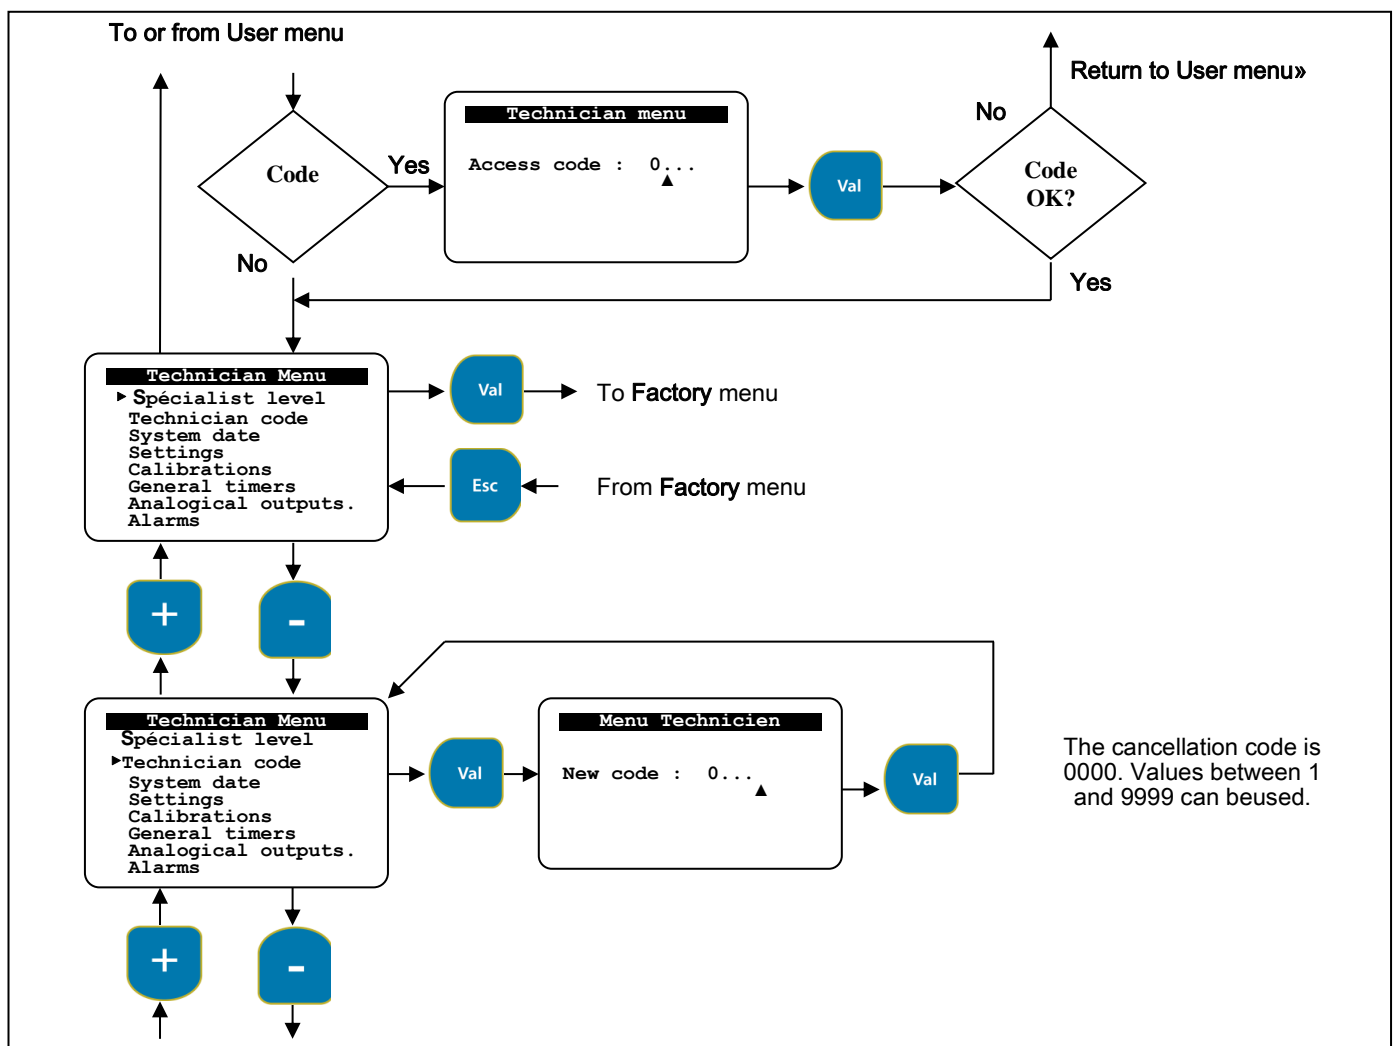 To or from User menu
Return to User menu»
Technician menu
No
Code
Yes
Access code : 0...
Val
Code
OK?
No
Yes
Technician Menu
Spécialist level
Technician code
System date
Settings
Calibrations
General timers
Analogical outputs.
Alarms
Val
To Factory menu
Esc
From Factory menu
+
-
Technician Menu
Spécialist level
Technician code
System date
Settings
Calibrations
General timers
Analogical outputs.
Alarms
Val
Menu Technicien
New code : 0...
Val
The cancellation code is
0000. Values between 1
and 9999 can beused.
+
-